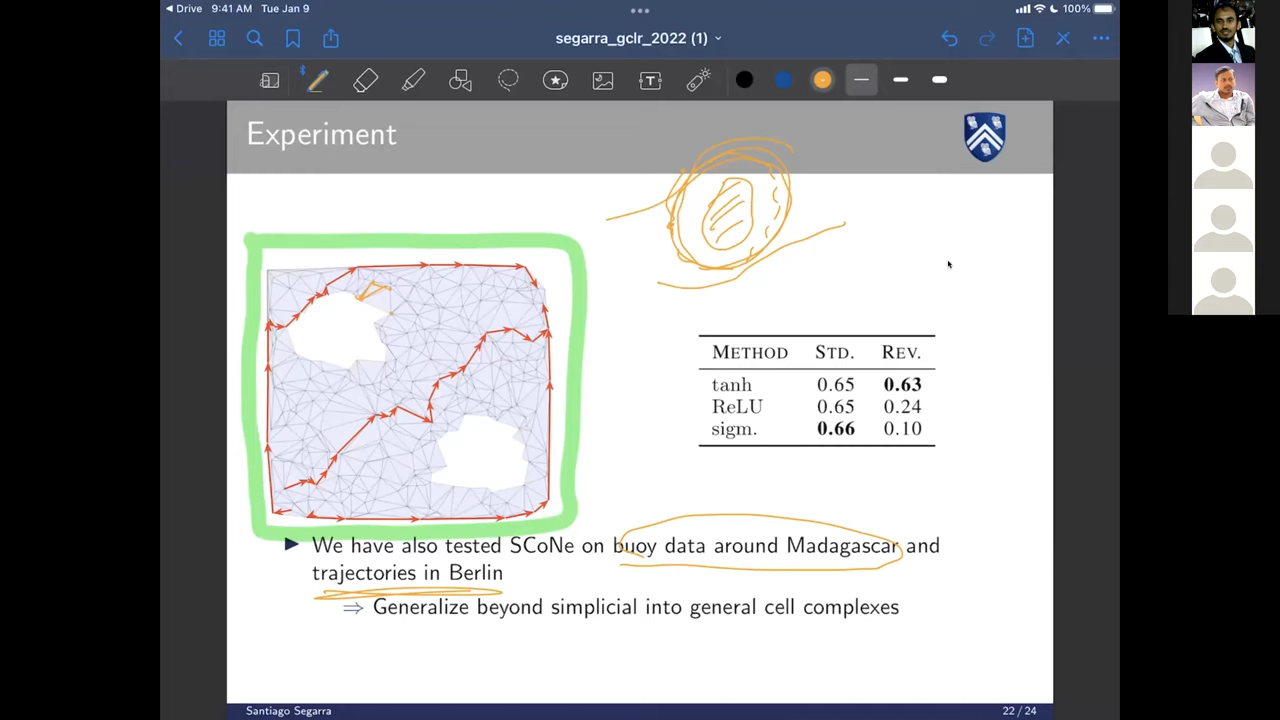 Drive 9:41 AM Tue Jan 9 100%
segarra_gclr_2022 (1)
T
Experiment
METHOD STD. REV.
tanh 0.65 0.63
ReLU 0.65 0.24
sigm. 0.66 0.10
We have also tested SCoNe on buoy data around Madagascar and
trajectories in Berlin
⇒ Generalize beyond simplicial into general cell complexes
Santiago Segarra 22 / 24